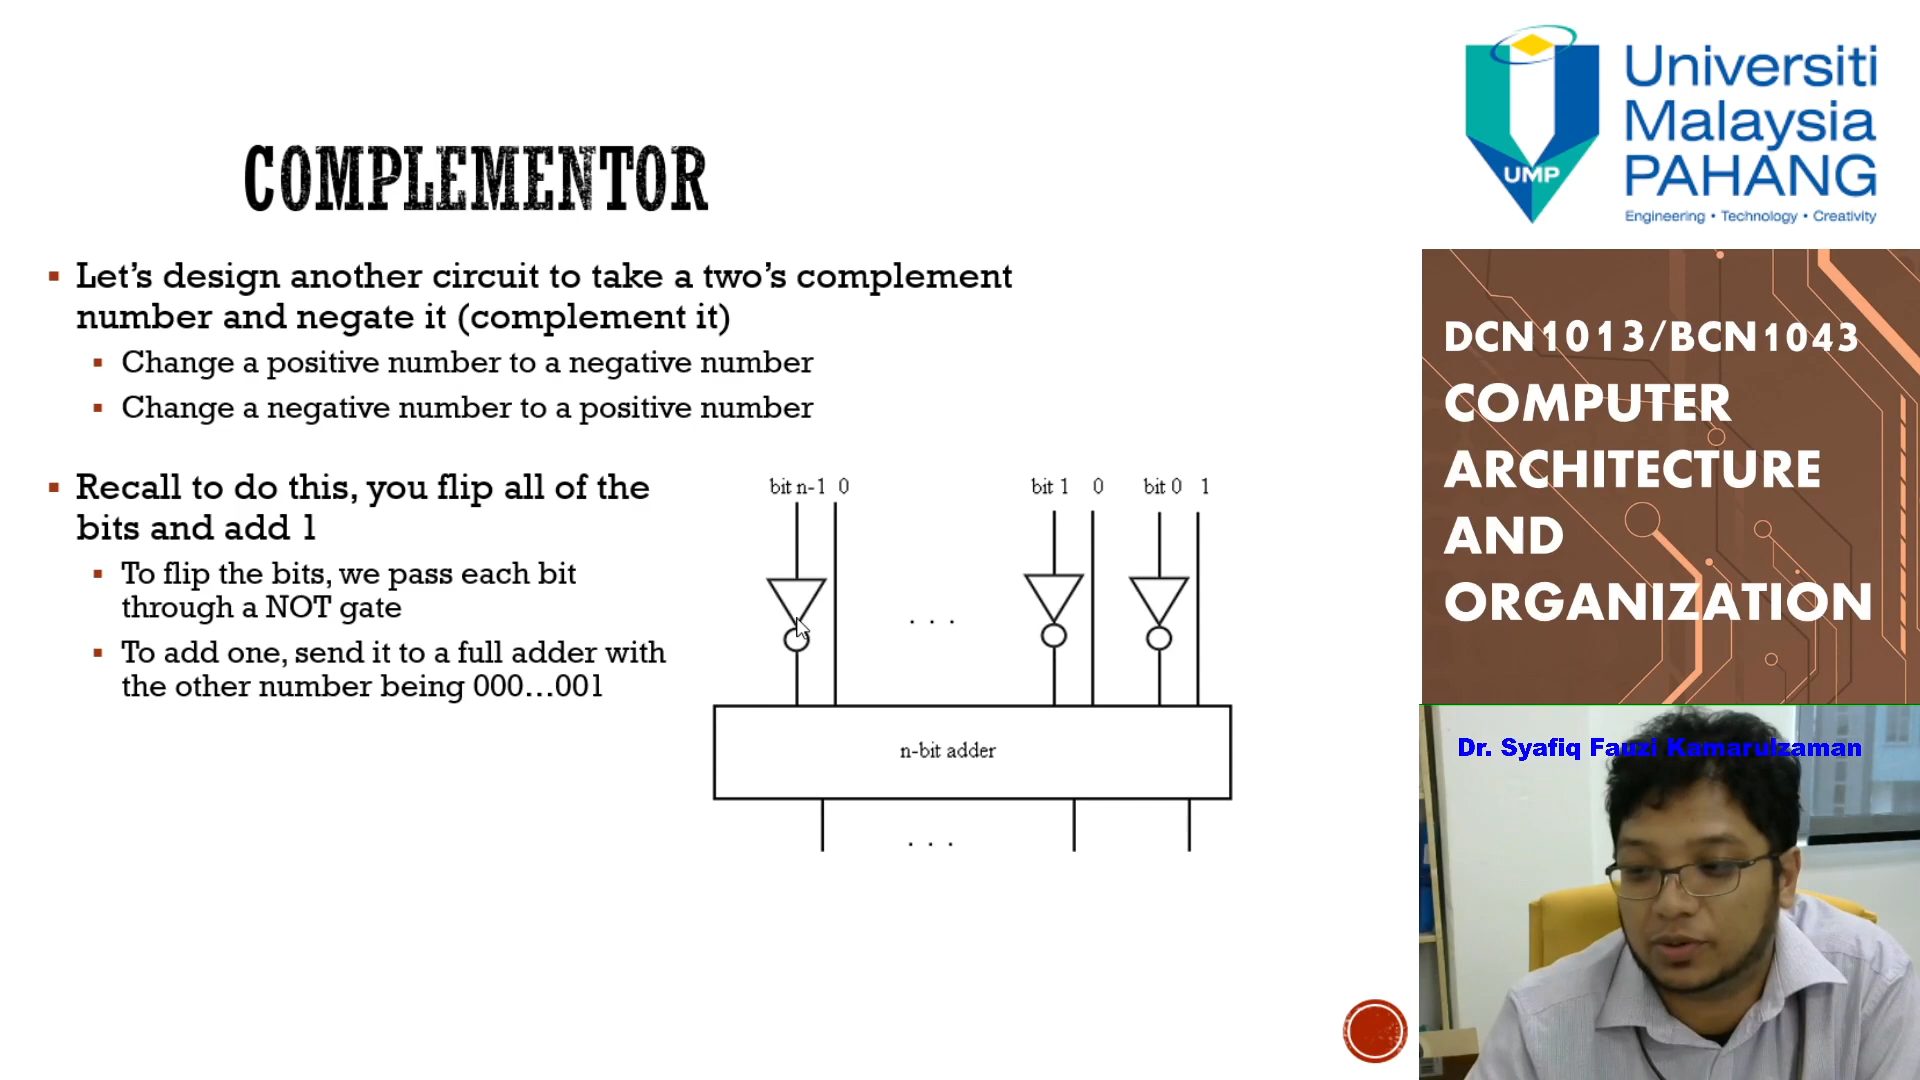 COMPLEMENTOR
▪ Let’s design another circuit to take a two’s complement
number and negate it (complement it)
▪ Change a positive number to a negative number
▪ Change a negative number to a positive number
▪ Recall to do this, you flip all of the
bits and add 1
▪ To flip the bits, we pass each bit
through a NOT gate
▪ To add one, send it to a full adder with
the other number being 000…001
bit n-1 0
bit 1 0
bit 0 1
. . .
n-bit adder
. . .
UMP
Universiti
Malaysia
PAHANG
Engineering • Technology • Creativity
DCN1013/BCN1043
COMPUTER
ARCHITECTURE
AND
ORGANIZATION
Dr. Syafiq Fauzi Kamarulzaman